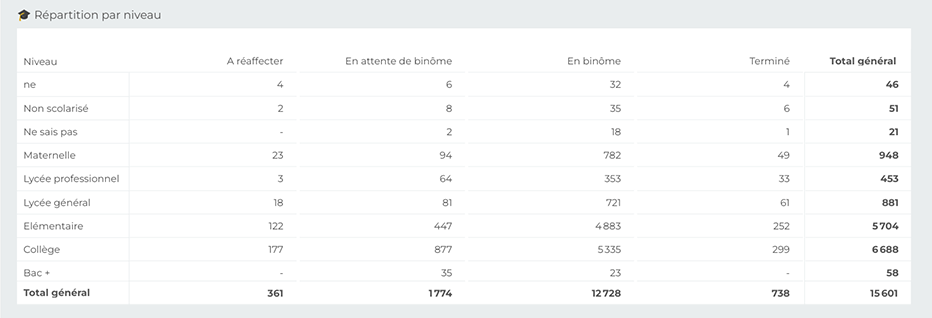 🎓 Répartition par niveau
Niveau A réaffecter En attente de binôme En binôme Terminé Total général
ne 4 6 32 4 46
Non scolarisé 2 8 35 6 51
Ne sais pas - 2 18 1 21
Maternelle 23 94 782 49 948
Lycée professionnel 3 64 353 33 453
Lycée général 18 81 721 61 881
Elémentaire 122 447 4 883 252 5 704
Collège 177 877 5 335 299 6 688
Bac + - 35 23 - 58
Total général 361 1 774 12 728 738 15 601